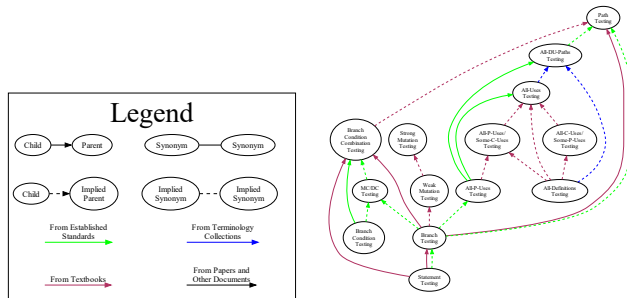 Legend
Child
Parent
Synonym
Synonym
Child
Implied
Parent
Implied
Synonym
Implied
Synonym
From Established
Standards
From Terminology
Collections
From Textbooks
From Papers and
Other Documents
Path
Testing
All-DU-Paths
Testing
All-Uses
Testing
Branch
Condition
Combination
Testing
Strong
Mutation
Testing
All-P-Uses/
Some-C-Uses
Testing
All-C-Uses/
Some-P-Uses
Testing
MC/DC
Testing
Weak
Mutation
Testing
All-P-Uses
Testing
All-Definitions
Testing
Branch
Condition
Testing
Branch
Testing
Statement
Testing